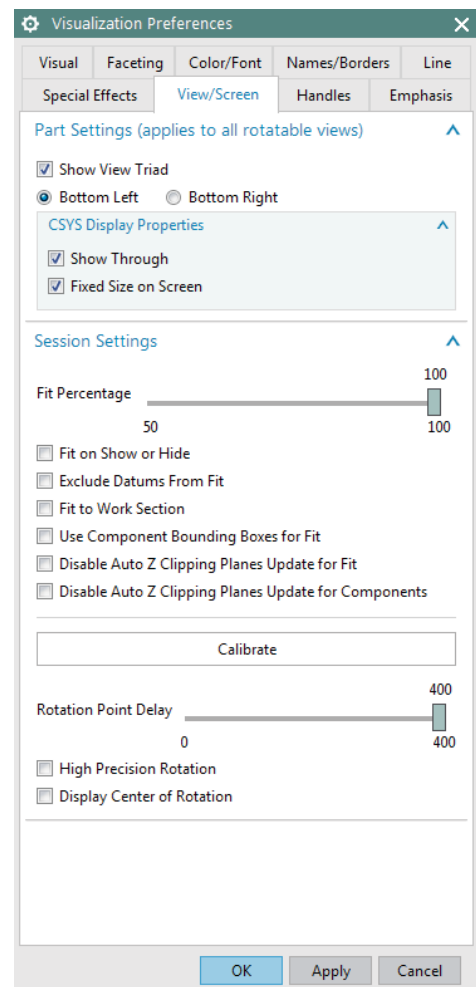 Visualization Preferences
Visual Faceting Color/Font Names/Borders Line
Special Effects View/Screen Handles Emphasis
Part Settings (applies to all rotatable views)
Show View Triad
Bottom Left Bottom Right
CSYS Display Properties
Show Through
Fixed Size on Screen
Session Settings
100
Fit Percentage
50 100
Fit on Show or Hide
Exclude Datums From Fit
Fit to Work Section
Use Component Bounding Boxes for Fit
Disable Auto Z Clipping Planes Update for Fit
Disable Auto Z Clipping Planes Update for Components
Calibrate
400
Rotation Point Delay
0 400
High Precision Rotation
Display Center of Rotation
OK Apply Cancel